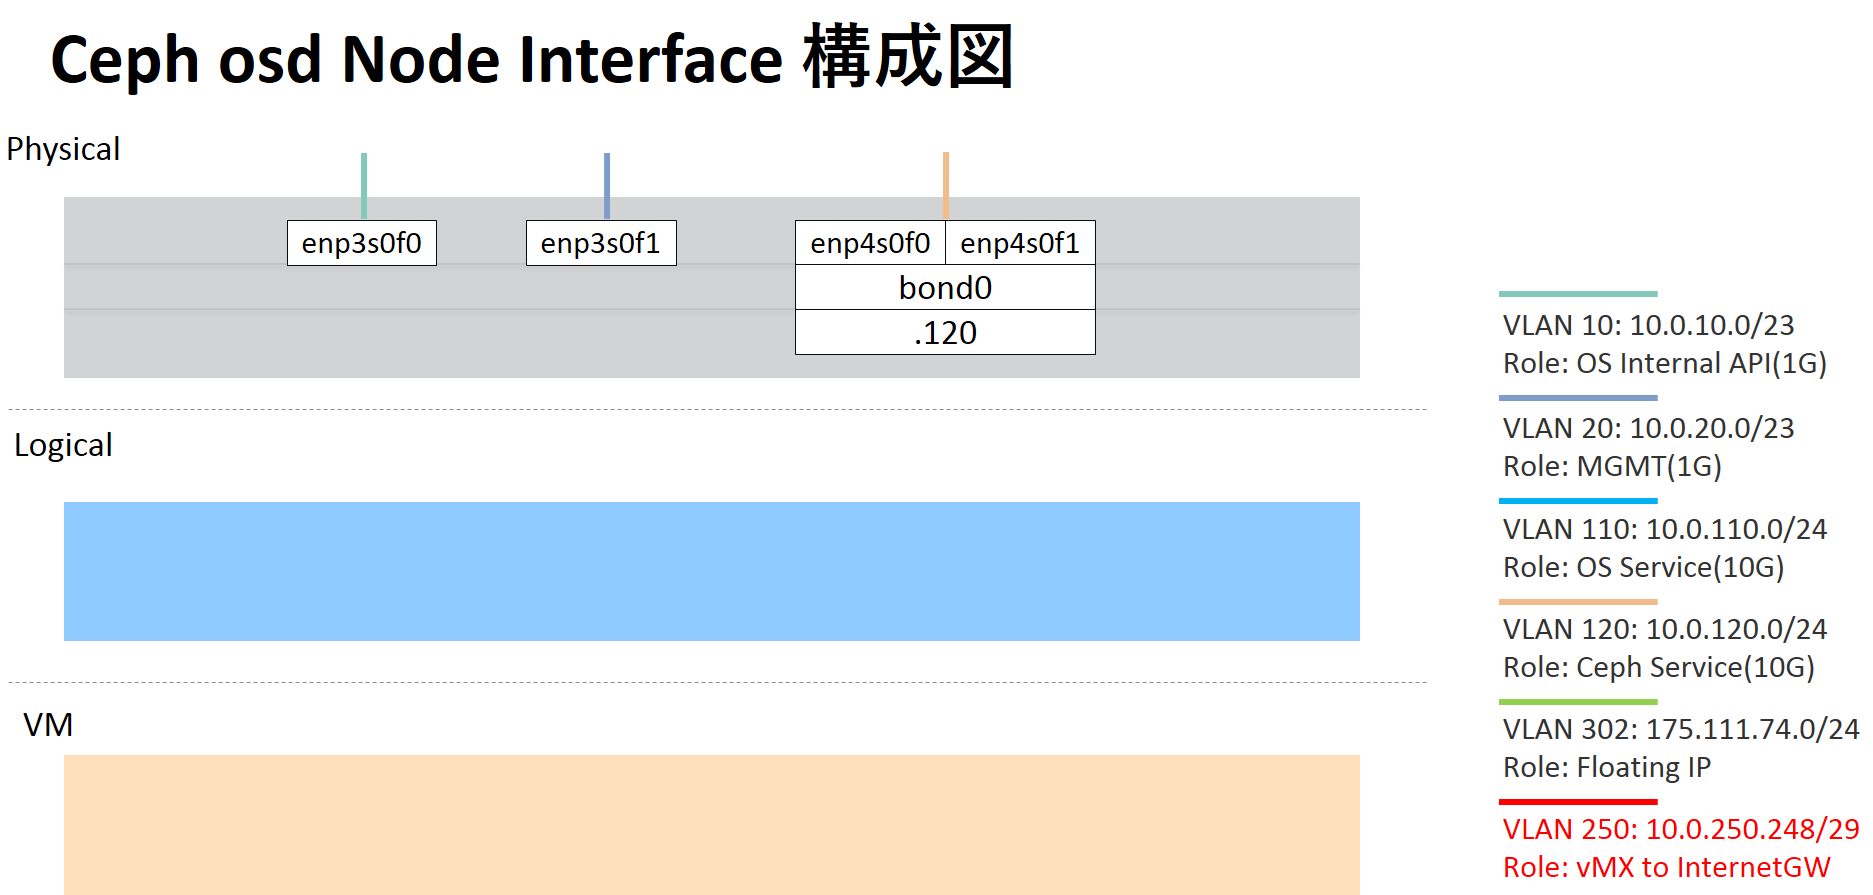 Ceph osd Node Interface 構成図
Physical
enp3s0f0
enp3s0f1
enp4s0f0
enp4s0f1
bond0
.120
Logical
VM
VLAN 10: 10.0.10.0/23
Role: OS Internal API(1G)
VLAN 20: 10.0.20.0/23
Role: MGMT(1G)
VLAN 110: 10.0.110.0/24
Role: OS Service(10G)
VLAN 120: 10.0.120.0/24
Role: Ceph Service(10G)
VLAN 302: 175.111.74.0/24
Role: Floating IP
VLAN 250: 10.0.250.248/29
Role: vMX to InternetGW